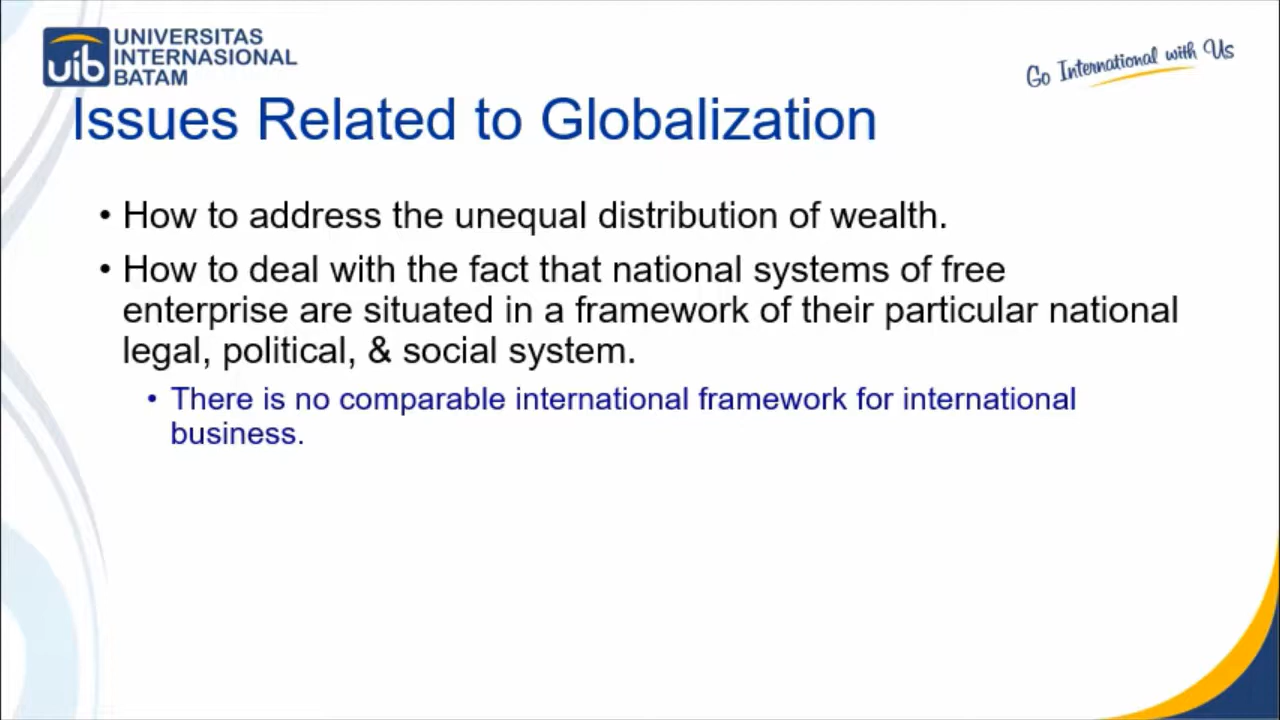 UNIVERSITAS
INTERNASIONAL
BATAM
uib
Go International with Us
Issues Related to Globalization
• How to address the unequal distribution of wealth.
• How to deal with the fact that national systems of free
enterprise are situated in a framework of their particular national
legal, political, & social system.
• There is no comparable international framework for international
business.